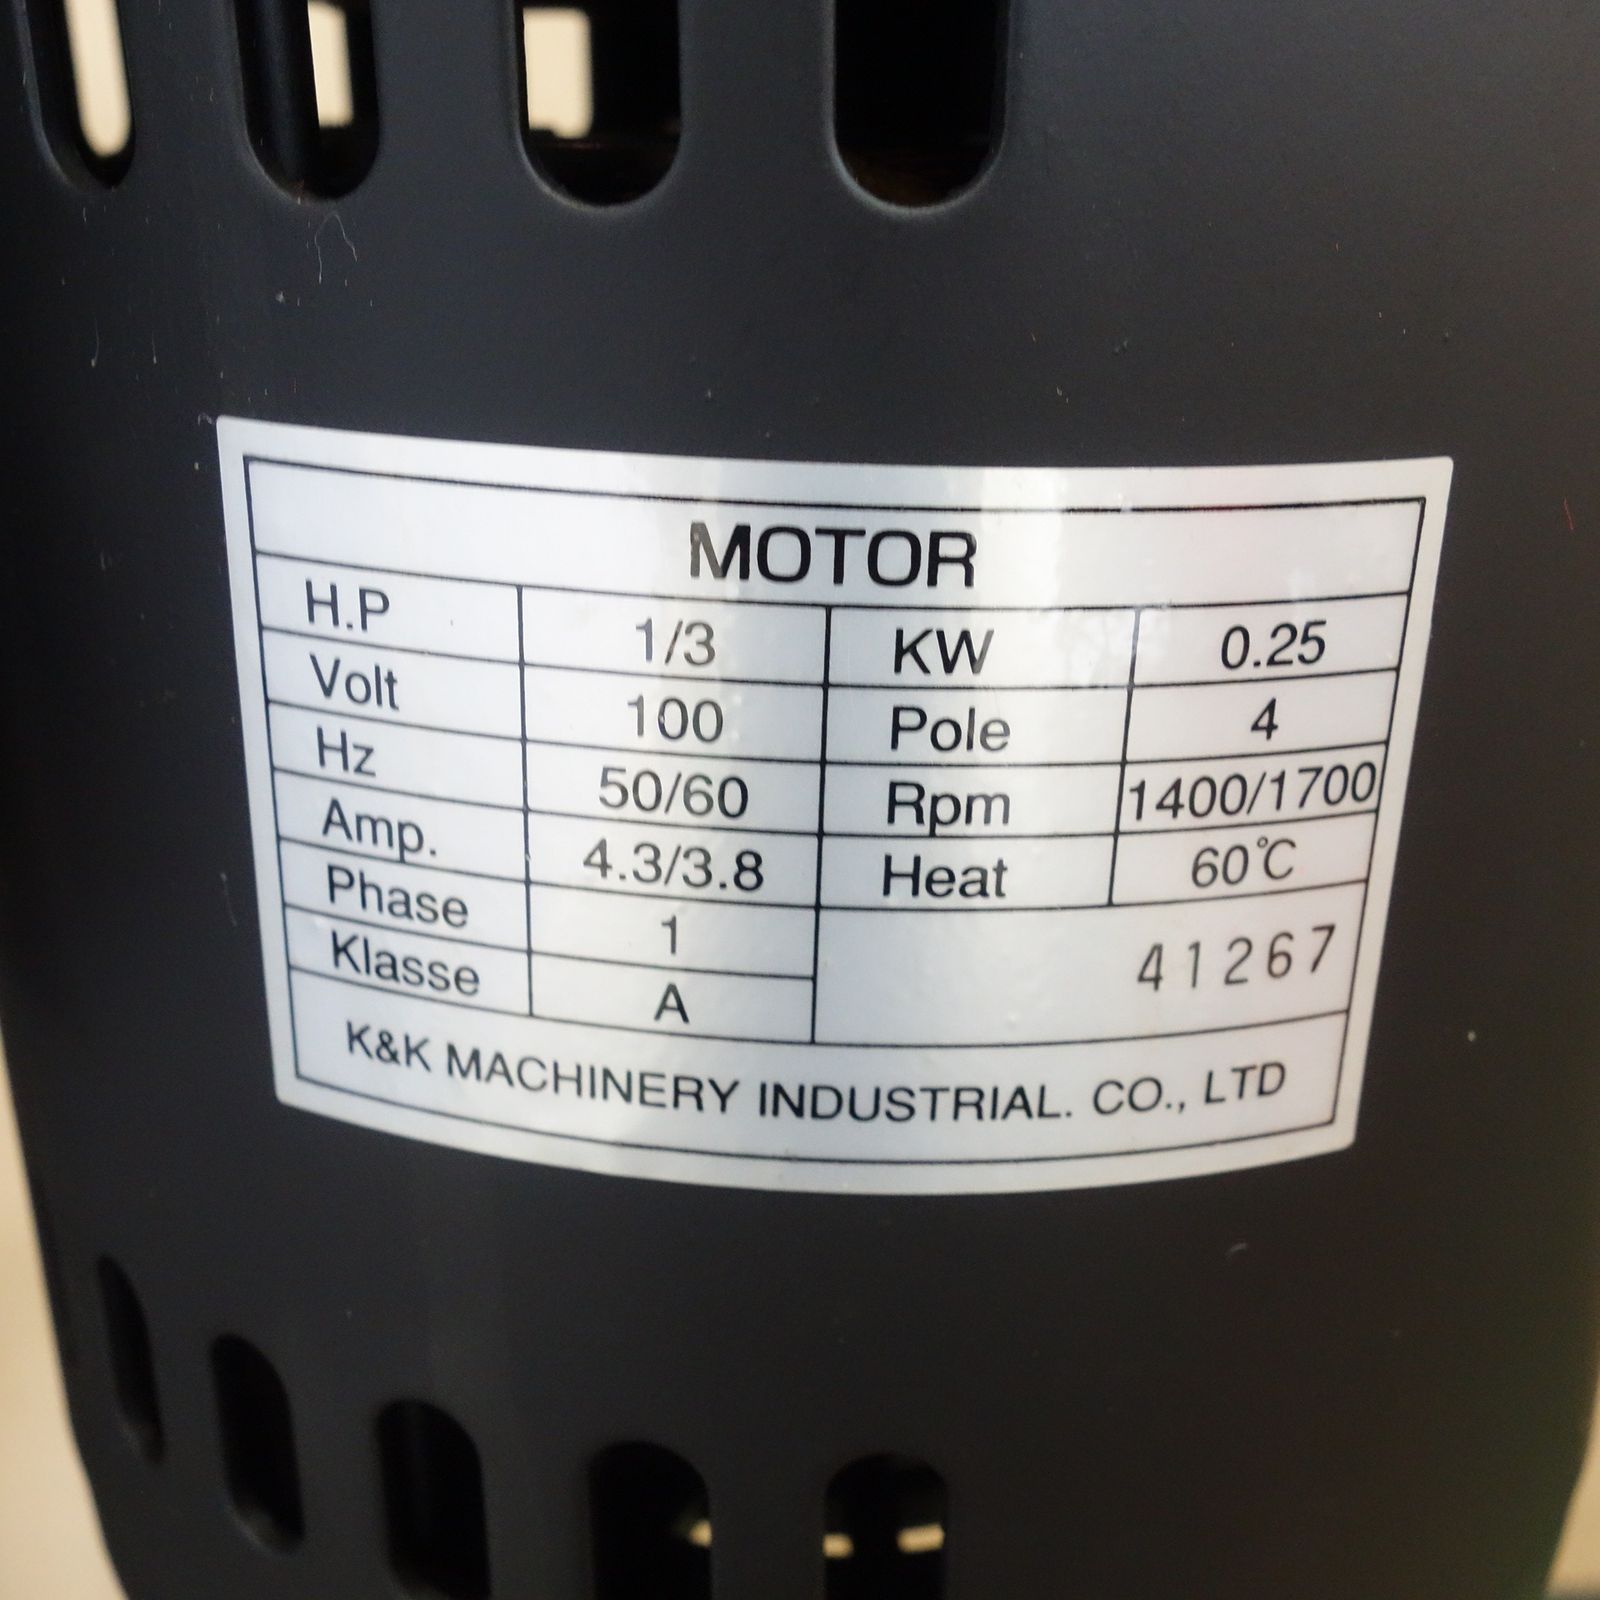 MOTOR
H.P 1/3 KW 0.25
Volt 100 Pole 4
Hz 50/60 Rpm 1400/1700
Amp. 4.3/3.8 Heat 60℃
Phase 1
Klasse A
41267
K&K MACHINERY INDUSTRIAL. CO., LTD